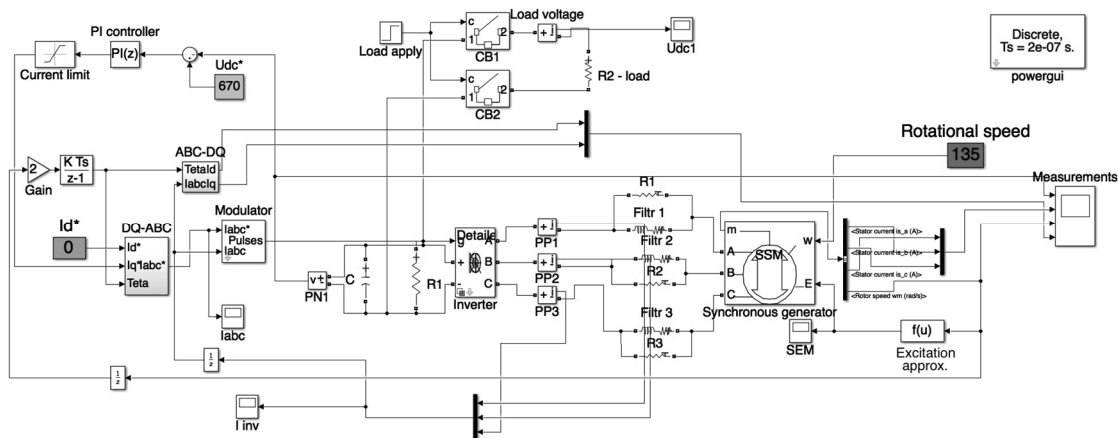 PI controller
PI(z)
Current limit
Udc*
670
Load apply
c
1
2
CB1
Load voltage
Udc1
c
1
2
CB2
R2 - load
Discrete,
Ts = 2e-07 s.
powergui
Rotational speed
135
Measurements
2
Gain
K Ts
z-1
ABC-DQ
TetaId
IabcIq
Id*
0
DQ-ABC
Id*
Iq*Iabc*
Teta
Modulator
Iabc*
Pulses
Iabc
Iabc
PN1
v
C
R1
Detaile
g
A
+
B
-
C
Inverter
PP1
PP2
PP3
R1
Filtr 1
Filtr 2
R2
Filtr 3
R3
m
A
B
C
w
E
SSM
Synchronous generator
<Stator current is_a (A)>
<Stator current is_b (A)>
<Stator current is_c (A)>
<Rotor speed wm (rad/s)>
SEM
f(u)
Excitation
approx.
1
z
1
z
I inv